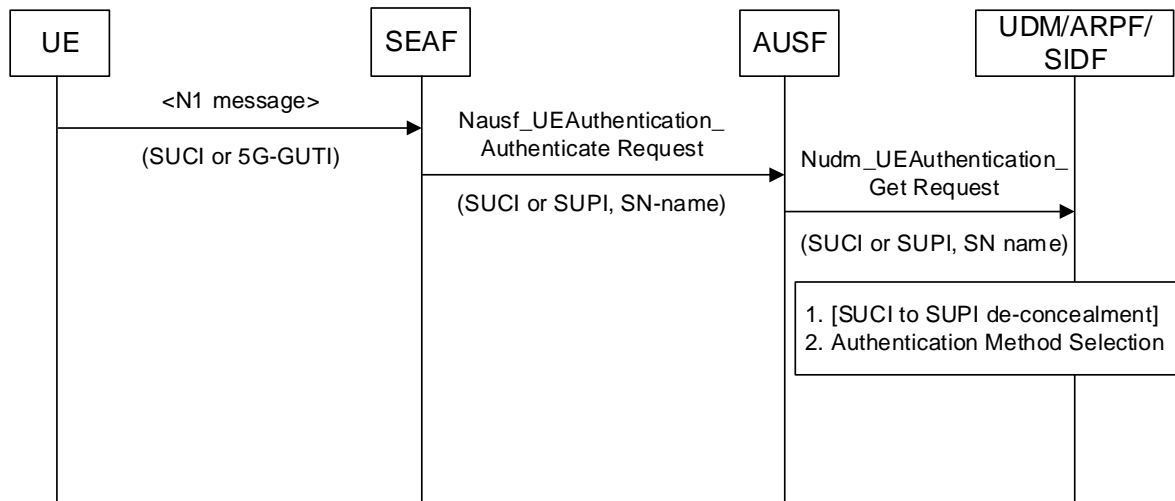 UE
SEAF
AUSF
UDM/ARPF/
SIDF
<N1 message>
(SUCI or 5G-GUTI)
Nausf_UEAuthentication_
Authenticate Request
(SUCI or SUPI, SN-name)
Nudm_UEAuthentication_
Get Request
(SUCI or SUPI, SN name)
1. [SUCI to SUPI de-concealment]
2. Authentication Method Selection